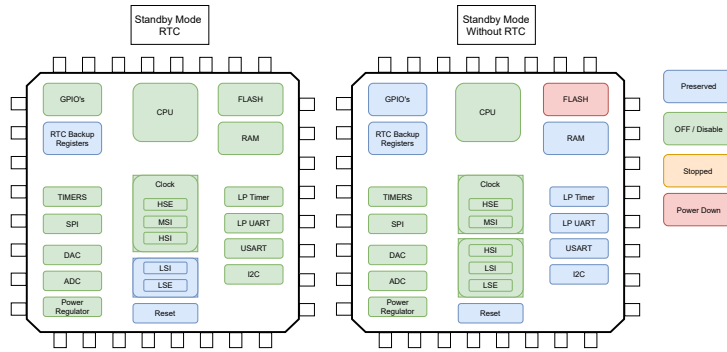 Standby Mode
RTC
GPIO's
CPU
FLASH
RTC Backup
Registers
RAM
Clock
HSE
MSI
HSI
TIMERS
SPI
DAC
ADC
Power
Regulator
LSI
LSE
Reset
LP Timer
LP UART
USART
I2C
Standby Mode
Without RTC
GPIO's
CPU
FLASH
RTC Backup
Registers
RAM
Clock
HSE
MSI
HSI
LSI
LSE
TIMERS
SPI
DAC
ADC
Power
Regulator
Reset
LP Timer
LP UART
USART
I2C
Preserved
OFF / Disable
Stopped
Power Down